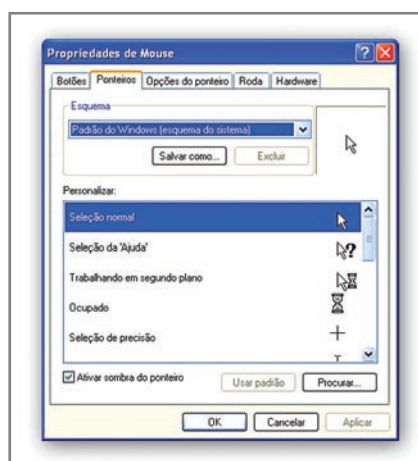 Propriedades de Mouse
Botões Ponteiros Opções do ponteiro Roda Hardware
Esquema
Padrão do Windows (esquema do sistema)
Salvar como... Excluir
Personalizar:
Seleção normal
Seleção da 'Ajuda'
Trabalhando em segundo plano
Ocupado
Seleção de precisão
Ativar sombra do ponteiro Usar padrão Procurar...
OK Cancelar Aplicar